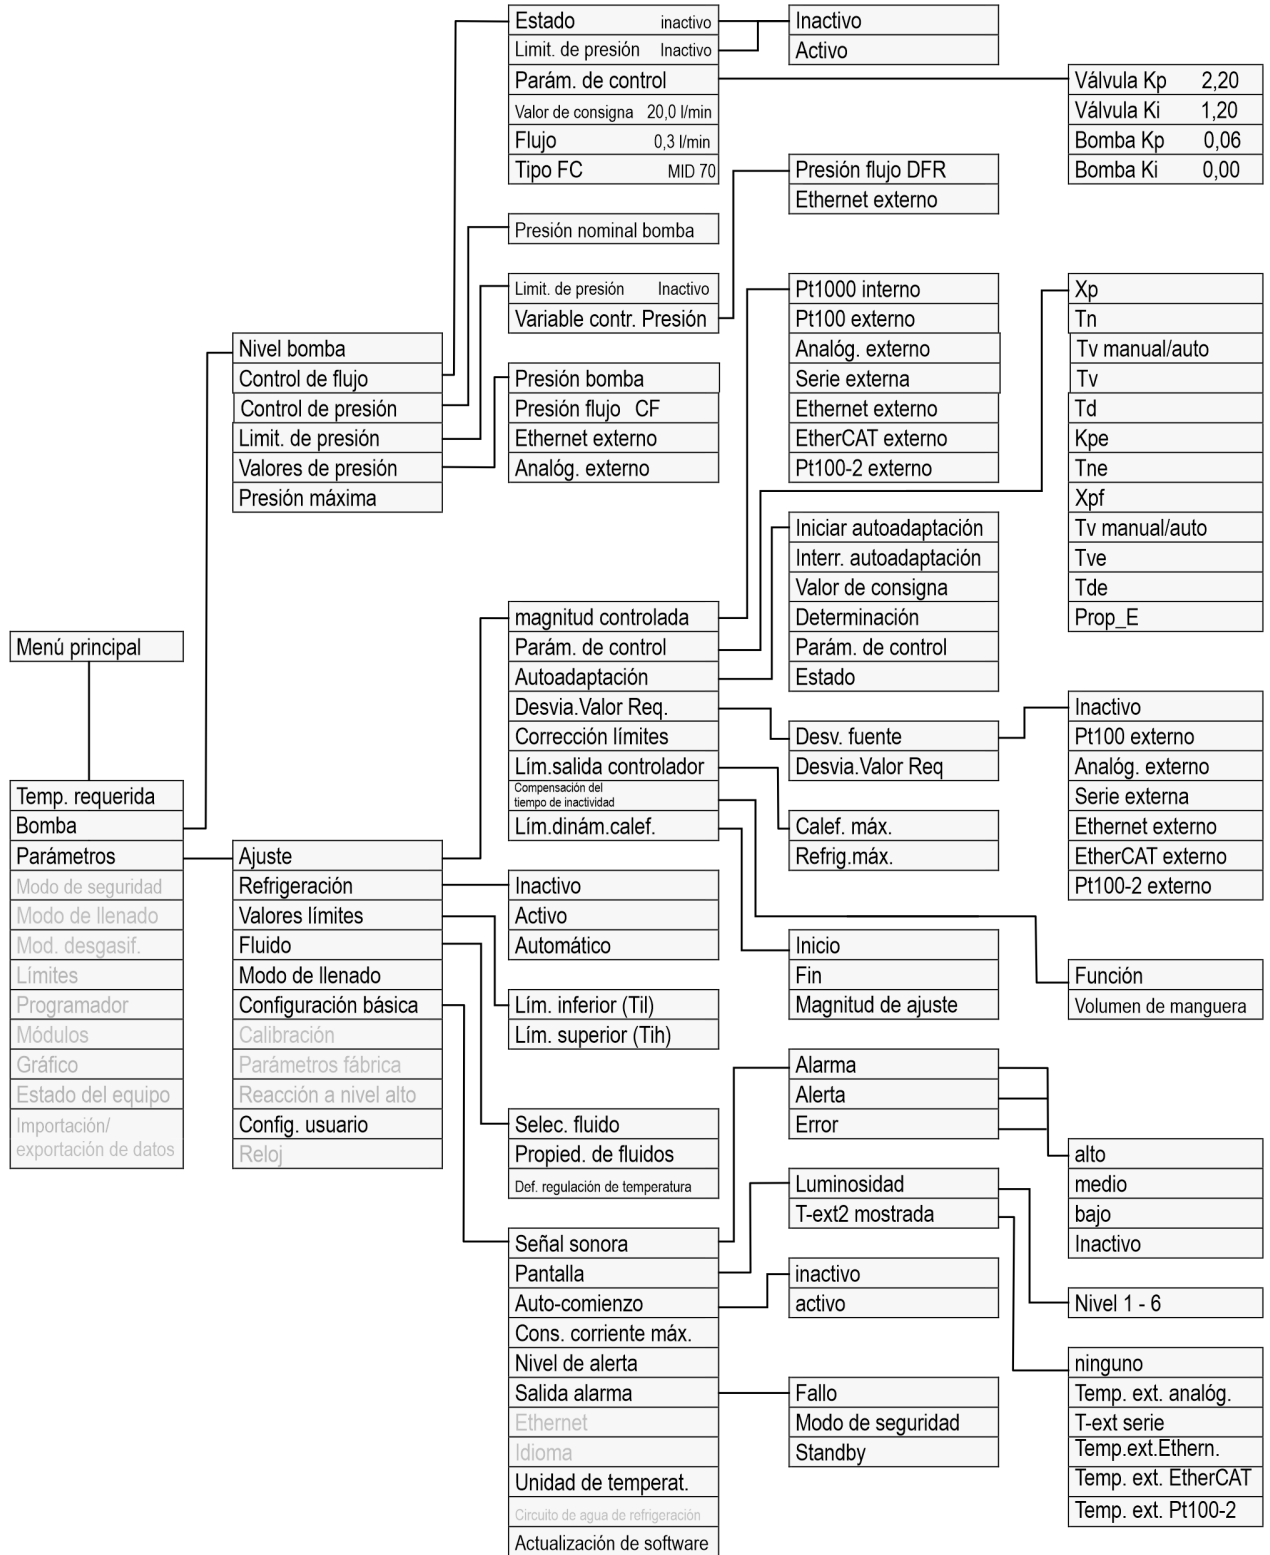 Menú principal
Temp. requerida
Bomba
Parámetros
Modo de seguridad
Modo de llenado
Mod. desgasif.
Límites
Programador
Módulos
Gráfico
Estado del equipo
Importación/
exportación de datos
Nivel bomba
Control de flujo
Control de presión
Limit. de presión
Valores de presión
Presión máxima
Ajuste
Refrigeración
Valores límites
Fluido
Modo de llenado
Configuración básica
Calibración
Parámetros fábrica
Reacción a nivel alto
Config. usuario
Reloj
Estado inactivo
Limit. de presión Inactivo
Parám. de control
Valor de consigna 20,0 l/min
Flujo 0,3 l/min
Tipo FC MID 70
Presión nominal bomba
Limit. de presión Inactivo
Variable contr. Presión
Presión bomba
Presión flujo CF
Ethernet externo
Analóg. externo
magnitud controlada
Parám. de control
Autoadaptación
Desvia.Valor Req.
Corrección límites
Lím.salida controlador
Compensación del
tiempo de inactividad
Lím.dinám.calef.
Inactivo
Activo
Automático
Lím. inferior (Til)
Lím. superior (Tih)
Selec. fluido
Propied. de fluidos
Def. regulación de temperatura
Señal sonora
Pantalla
Auto-comienzo
Cons. corriente máx.
Nivel de alerta
Salida alarma
Ethernet
Idioma
Unidad de temperat.
Circuito de agua de refrigeración
Actualización de software
Inactivo
Activo
Presión flujo DFR
Ethernet externo
Pt1000 interno
Pt100 externo
Analóg. externo
Serie externa
Ethernet externo
EtherCAT externo
Pt100-2 externo
Iniciar autoadaptación
Interr. autoadaptación
Valor de consigna
Determinación
Parám. de control
Estado
Desv. fuente
Desvia.Valor Req
Calef. máx.
Refrig.máx.
Inicio
Fin
Magnitud de ajuste
Alarma
Alerta
Error
Luminosidad
T-ext2 mostrada
inactivo
activo
Fallo
Modo de seguridad
Standby
Válvula Kp 2,20
Válvula Ki 1,20
Bomba Kp 0,06
Bomba Ki 0,00
Xp
Tn
Tv manual/auto
Tv
Td
Kpe
Tne
Xpf
Tv manual/auto
Tve
Tde
Prop_E
Inactivo
Pt100 externo
Analóg. externo
Serie externa
Ethernet externo
EtherCAT externo
Pt100-2 externo
Función
Volumen de manguera
alto
medio
bajo
Inactivo
Nivel 1 - 6
ninguno
Temp. ext. analóg.
T-ext serie
Temp.ext.Ethern.
Temp. ext. EtherCAT
Temp. ext. Pt100-2